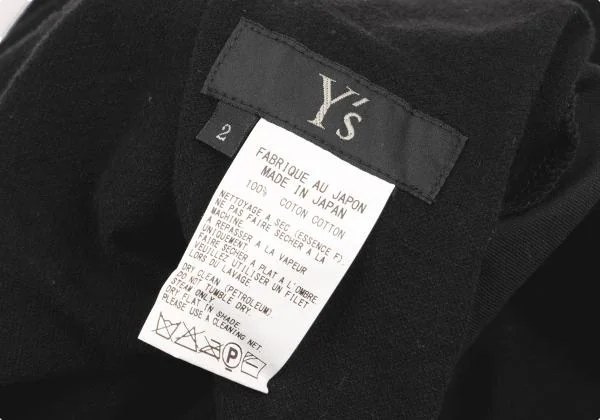 Y's
2
FABRIQUE AU JAPON
MADE IN JAPAN
100% COTON COTTON
NETTOYAGE A SEC (ESSENCE F).
NE PAS FAIRE SECHER A LA
MACHINE
A REPASSER A LA VAPEUR
UNIQUEMENT
FAIRE SECHER A PLAT A L'OMBRE
VEUILLEZ UTILISER UN FILET
LORS DU LAVAGE.
DRY CLEAN (PETROLEUM)
DO NOT TUMBLE DRY.
STEAM ONLY
DRY FLAT IN SHADE.
PLEASE USE A CLEANING NET.
P